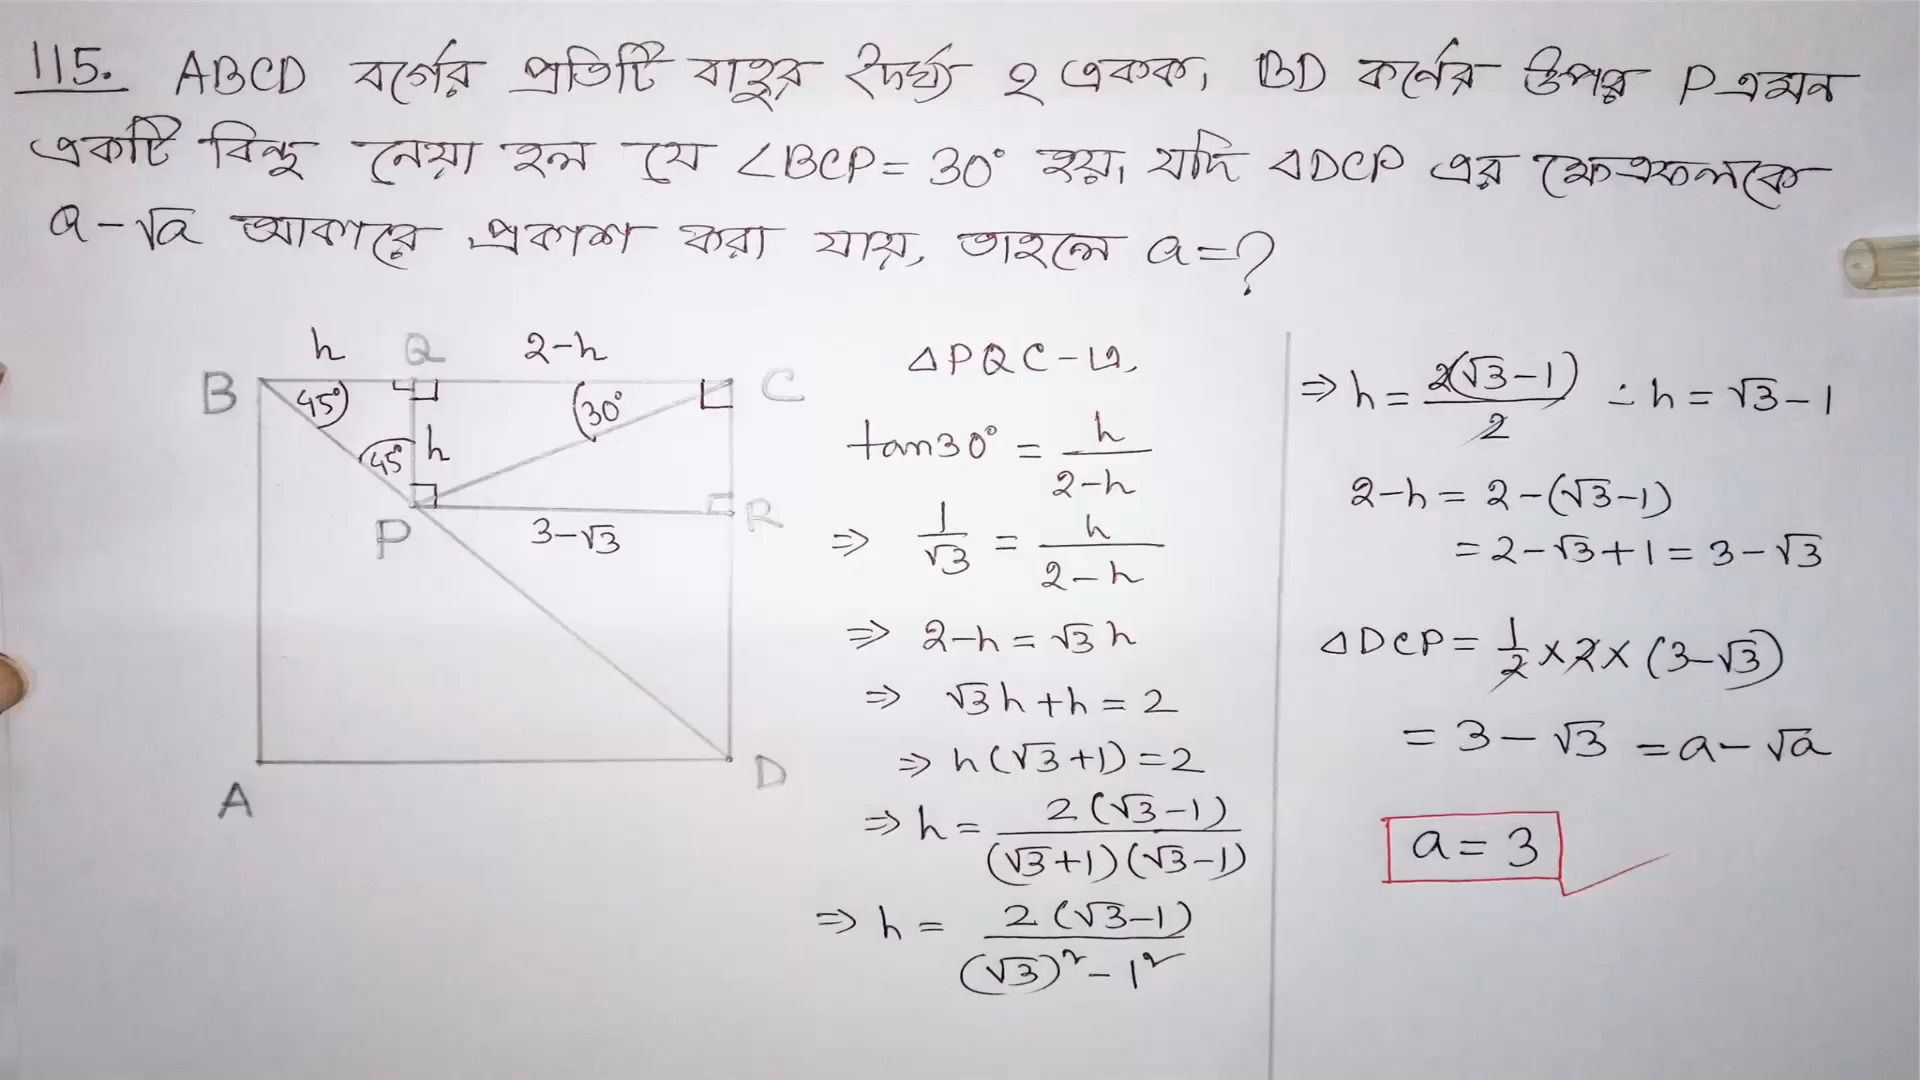 115. ABCD বর্গের প্রতিটি বাহুর দৈর্ঘ্য ২ একক। BD কর্নের উপর P এমন
একটি বিন্দু নেয়া হল যে ∠BCP = 30° হয়। যদি ΔDCP এর ক্ষেত্রফলকে
a-√a আকারে প্রকাশ করা যায়, তাহলে a=?
h Q 2-h
B C
45° 30°
45° h
P R
3-√3
A D
ΔPQC-এ,
tan30° = h/(2-h)
⇒ 1/√3 = h/(2-h)
⇒ 2-h = √3h
⇒ √3h+h = 2
⇒ h(√3+1) = 2
⇒ h = 2(√3-1)/(√3+1)(√3-1)
⇒ h = 2(√3-1)/(√3)²-1²
⇒ h = 2(√3-1)/2 ∴ h = √3-1
2-h = 2-(√3-1)
= 2-√3+1 = 3-√3
ΔDCP = 1/2 × 2 × (3-√3)
= 3-√3 = a-√a
a = 3